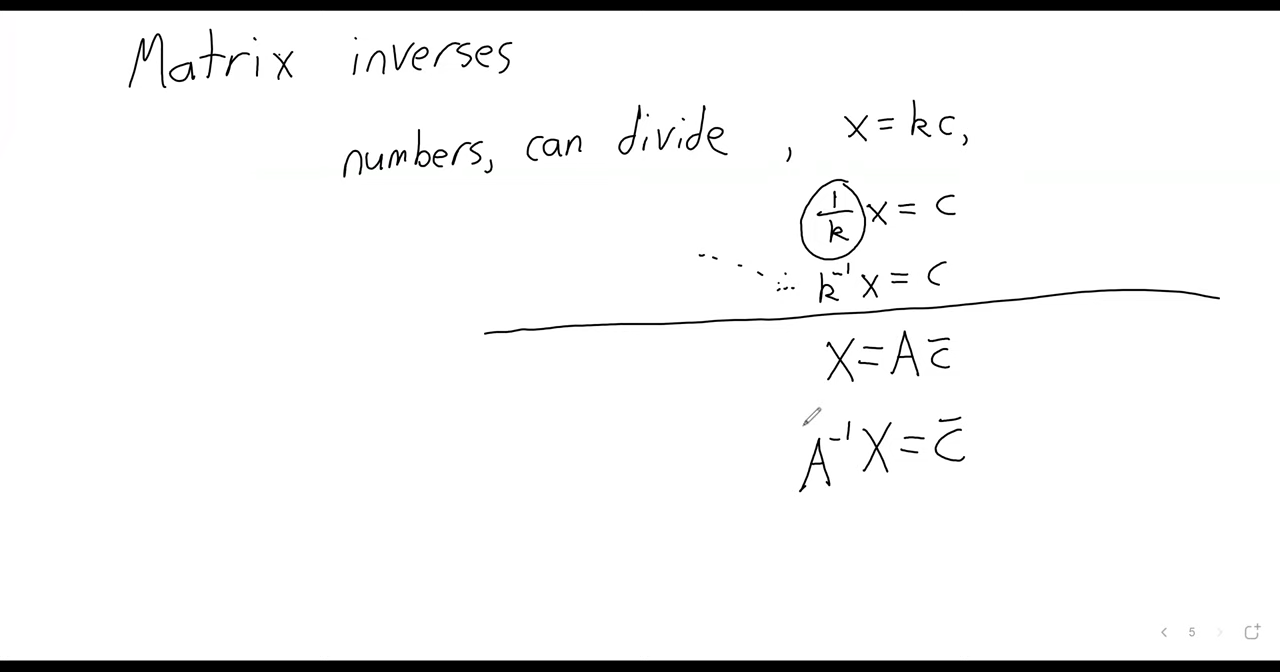 Matrix inverses
numbers, can divide , x = kc,
1/k x = c
k⁻¹ x = c
X = A c̄
A⁻¹ X = c̄
5